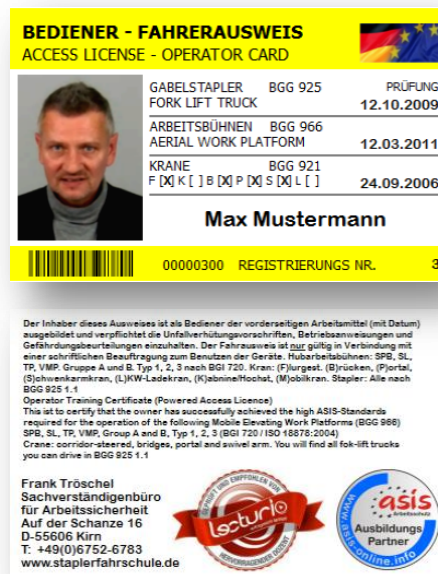 BEDIENER - FAHRERAUSWEIS
ACCESS LICENSE - OPERATOR CARD
GABELSTAPLER BGG 925 PRÜFUNG
FORK LIFT TRUCK 12.10.2009
ARBEITSBÜHNEN BGG 966
AERIAL WORK PLATFORM 12.03.2011
KRANE BGG 921
F [X] K [ ] B [X] P [X] S [X] L [ ] 24.09.2006
Max Mustermann
00000300 REGISTRIERUNGS NR. 3
Der Inhaber dieses Ausweises ist als Bediener der vorderseitigen Arbeitsmittel (mit Datum)
ausgebildet und verpflichtet die Unfallverhütungsvorschriften, Betriebsanweisungen und
Gefährdungsbeurteilungen einzuhalten. Der Fahrausweis ist nur gültig in Verbindung mit
einer schriftlichen Beauftragung zum Benutzen der Geräte. Hubarbeitsbühnen: SPB, SL,
TP, VMP. Gruppe A und B. Typ 1, 2, 3 nach BGI 720. Kran: (F)lurgest. (B)rücken, (P)ortal,
(S)chwenkarmkran, (L)KW-Ladekran, (K)abnine/Hochst, (M)obilkran. Stapler: Alle nach
BGG 925 1.1
Operator Training Certificate (Powered Access Licence)
This ist to certify that the owner has successfully achieved the high ASIS-Standards
required for the operation of the following Mobile Elevating Work Platforms (BGG 966)
SPB, SL, TP, VMP, Group A and B, Typ 1, 2, 3 (BGI 720 / ISO 18878:2004)
Crane: corridor-steered, bridges, portal and swivel arm. You will find all fok-lift trucks
you can drive in BGG 925 1.1
Frank Tröschel
Sachverständigenbüro
für Arbeitssicherheit
Auf der Schanze 16
D-55606 Kirn
T: +49(0)6752-6783
www.staplerfahrschule.de
GEPRÜFT UND EMPFOHLEN VON
Lecturio
HERVORRAGENDER DOZENT
asis
Arbeitsschutz
Ausbildungs
Partner
www.asis-online.info